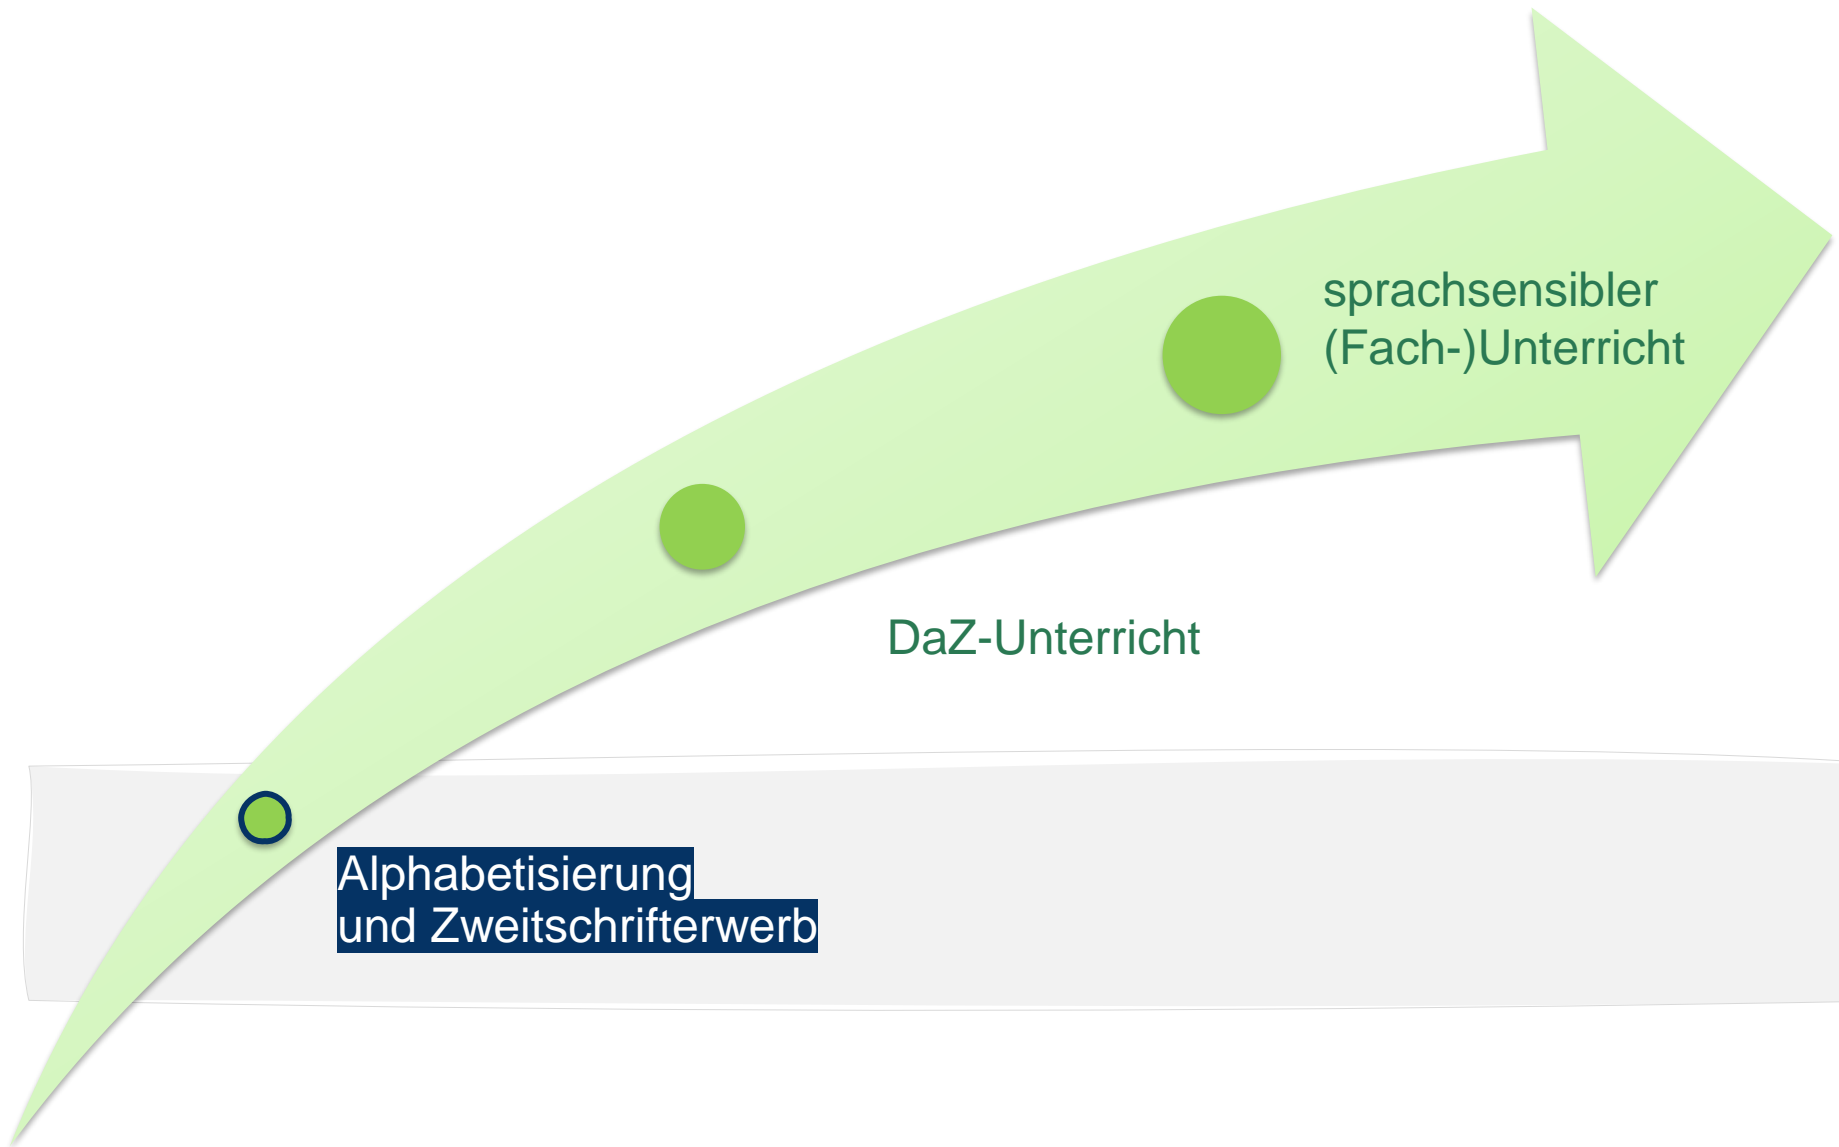 sprachsensibler
(Fach-)Unterricht
DaZ-Unterricht
Alphabetisierung
und Zweitschrifterwerb